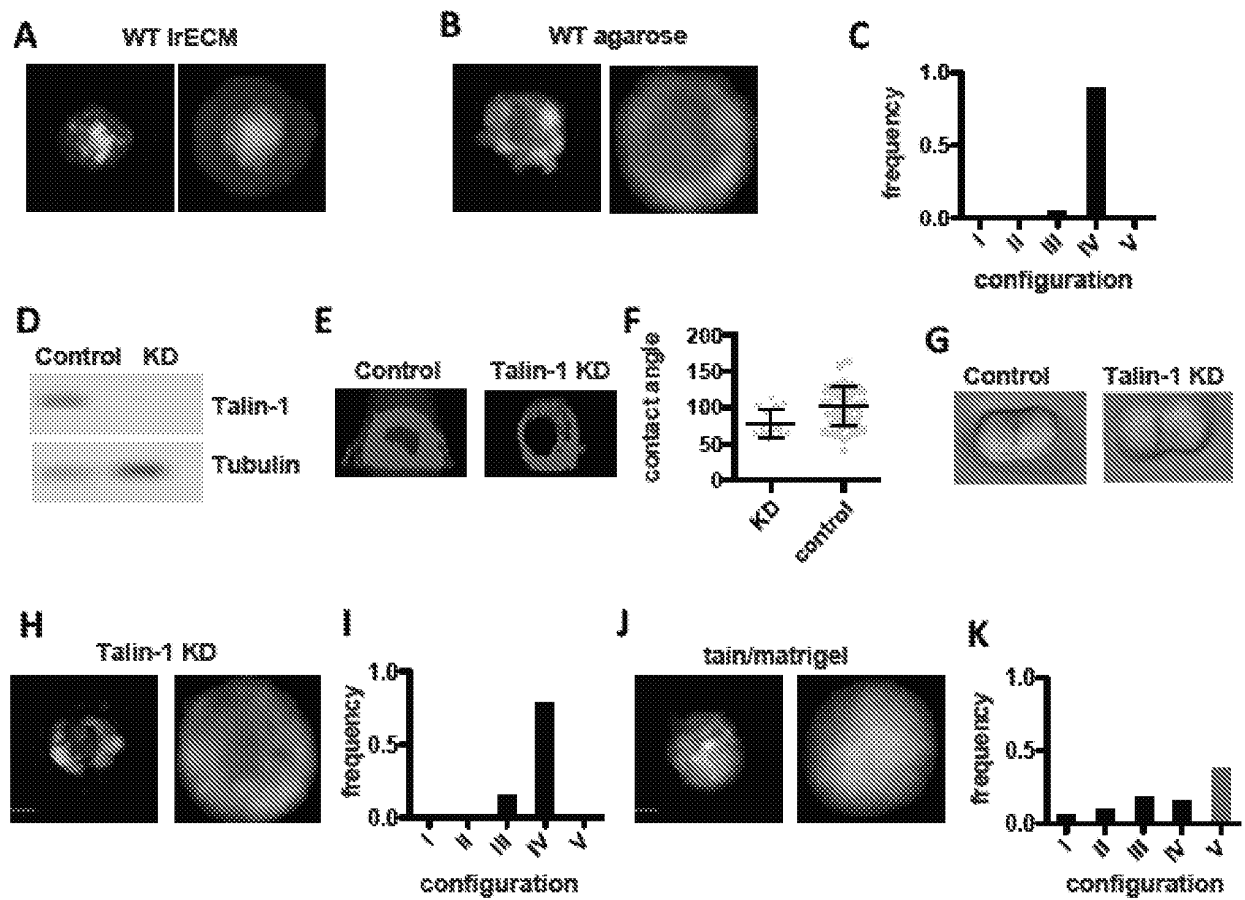 A
WT lrECM
B
WT agarose
C
1.0
0.5
0.0
frequency
I II III IV V
configuration
D
Control KD
Talin-1
Tubulin
E
Control Talin-1 KD
F
200
150
100
50
0
contact angle
KD control
G
Control Talin-1 KD
H
Talin-1 KD
I
1.0
0.5
0.0
frequency
I II III IV V
configuration
J
tain/matrigel
K
1.0
0.5
0.0
frequency
I II III IV V
configuration